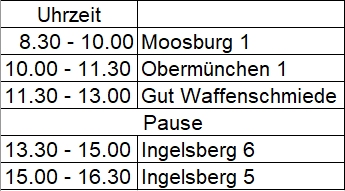 Uhrzeit
8.30 - 10.00 Moosburg 1
10.00 - 11.30 Obermünchen 1
11.30 - 13.00 Gut Waffenschmiede
Pause
13.30 - 15.00 Ingelsberg 6
15.00 - 16.30 Ingelsberg 5